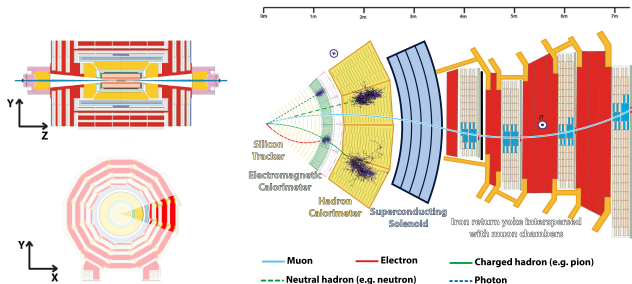 0m 1m 2m 3m 4m 5m 6m 7m
Y
Z
Silicon
Tracker
Electromagnetic
Calorimeter
Hadron
Calorimeter
Superconducting
Solenoid
Iron return yoke interspersed
with muon chambers
Y
X
Muon
Electron
Charged hadron (e.g. pion)
Neutral hadron (e.g. neutron)
Photon